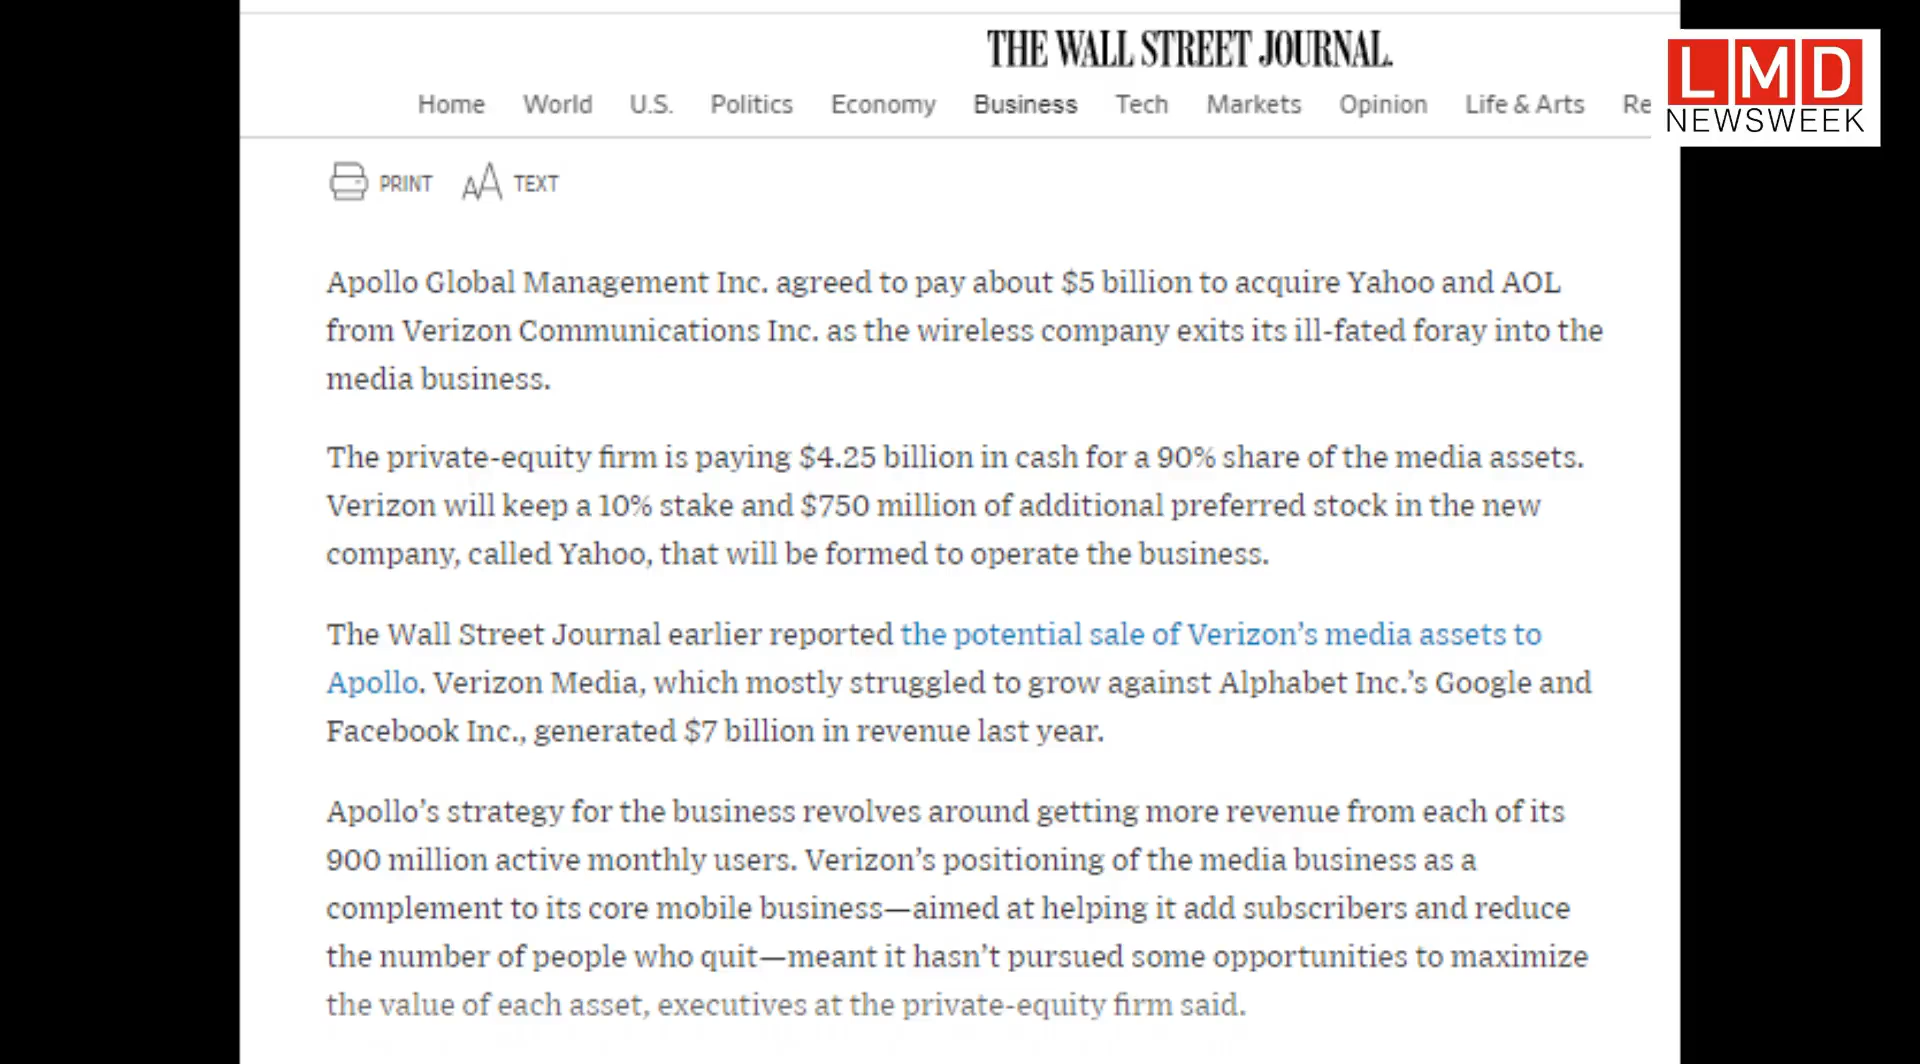 THE WALL STREET JOURNAL.
LMD
NEWSWEEK
Home World U.S. Politics Economy Business Tech Markets Opinion Life & Arts Re
PRINT AA TEXT
Apollo Global Management Inc. agreed to pay about $5 billion to acquire Yahoo and AOL
from Verizon Communications Inc. as the wireless company exits its ill-fated foray into the
media business.
The private-equity firm is paying $4.25 billion in cash for a 90% share of the media assets.
Verizon will keep a 10% stake and $750 million of additional preferred stock in the new
company, called Yahoo, that will be formed to operate the business.
The Wall Street Journal earlier reported the potential sale of Verizon’s media assets to
Apollo. Verizon Media, which mostly struggled to grow against Alphabet Inc.’s Google and
Facebook Inc., generated $7 billion in revenue last year.
Apollo’s strategy for the business revolves around getting more revenue from each of its
900 million active monthly users. Verizon’s positioning of the media business as a
complement to its core mobile business—aimed at helping it add subscribers and reduce
the number of people who quit—meant it hasn’t pursued some opportunities to maximize
the value of each asset, executives at the private-equity firm said.